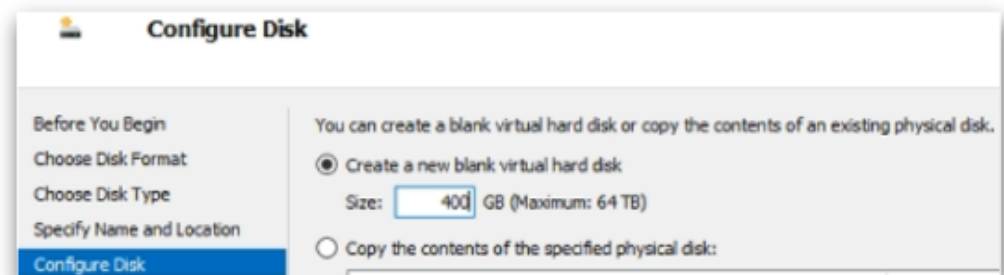 Configure Disk
Before You Begin
Choose Disk Format
Choose Disk Type
Specify Name and Location
Configure Disk
You can create a blank virtual hard disk or copy the contents of an existing physical disk.
Create a new blank virtual hard disk
Size: 400 GB (Maximum: 64 TB)
Copy the contents of the specified physical disk: